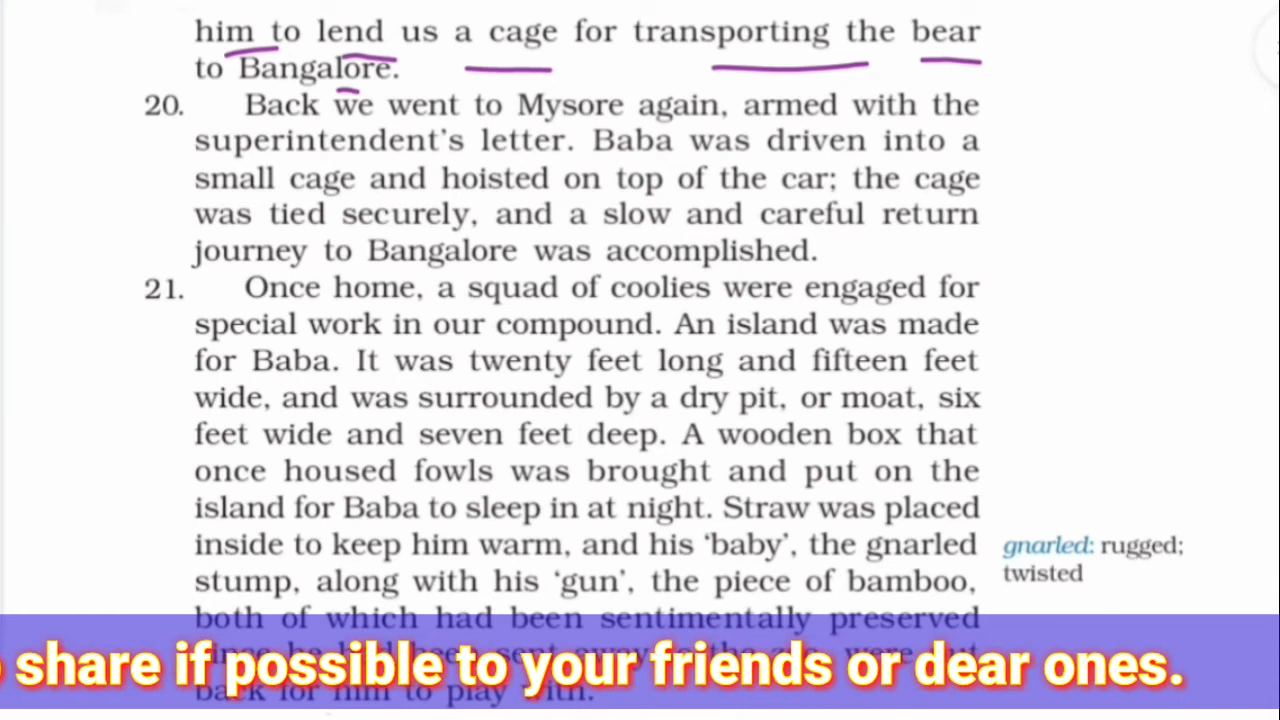 him to lend us a cage for transporting the bear
to Bangalore.
20. Back we went to Mysore again, armed with the
superintendent's letter. Baba was driven into a
small cage and hoisted on top of the car; the cage
was tied securely, and a slow and careful return
journey to Bangalore was accomplished.
21. Once home, a squad of coolies were engaged for
special work in our compound. An island was made
for Baba. It was twenty feet long and fifteen feet
wide, and was surrounded by a dry pit, or moat, six
feet wide and seven feet deep. A wooden box that
once housed fowls was brought and put on the
island for Baba to sleep in at night. Straw was placed
inside to keep him warm, and his ‘baby’, the gnarled
gnarled: rugged;
twisted
stump, along with his ‘gun’, the piece of bamboo,
both of which had been sentimentally preserved
share if possible to your friends or dear ones.
back for him to play with.